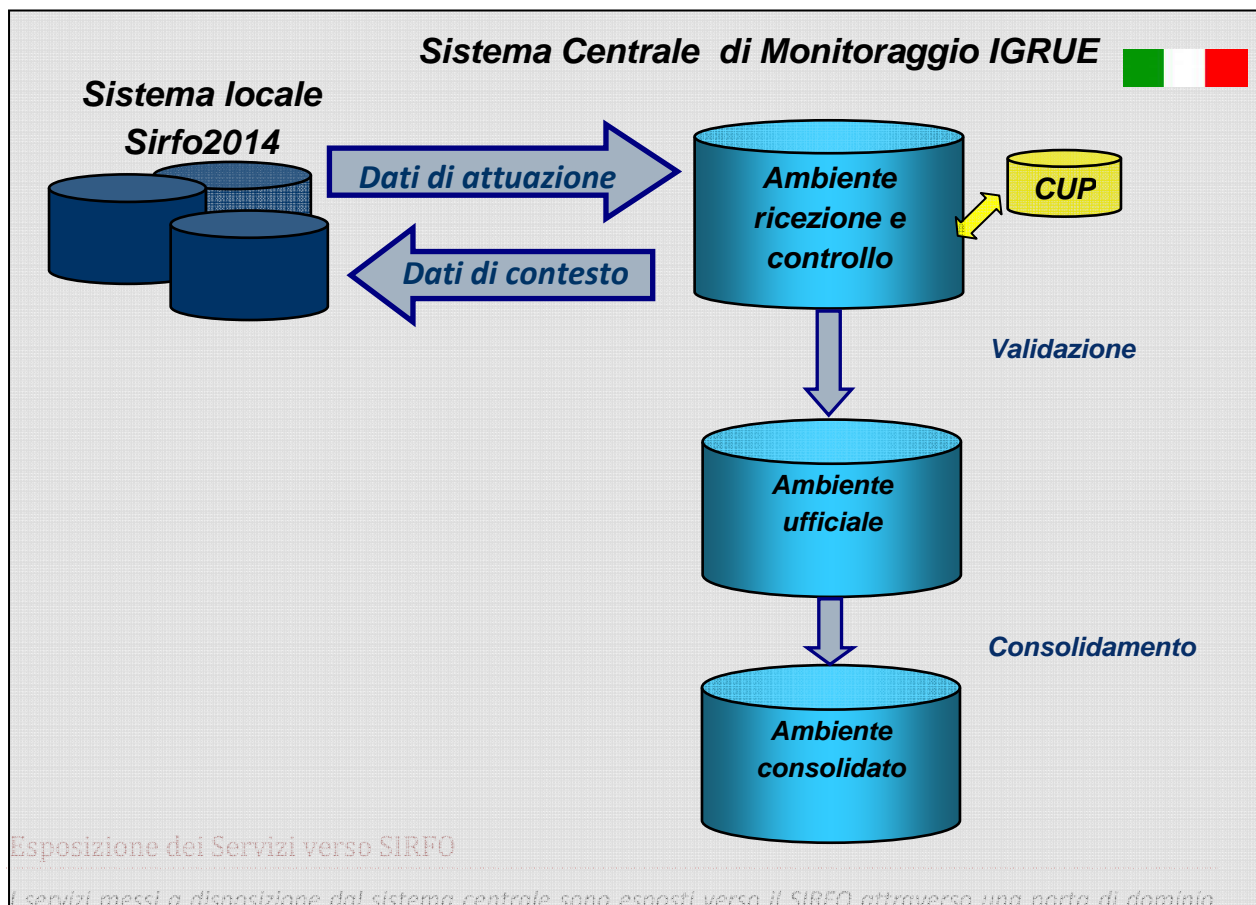 Sistema Centrale di Monitoraggio IGRUE
Sistema locale
Sirfo2014
Dati di attuazione
Dati di contesto
Ambiente
ricezione e
controllo
CUP
Validazione
Ambiente
ufficiale
Consolidamento
Ambiente
consolidato
Esposizione dei Servizi verso SIRFO
I servizi messi a disposizione dal sistema centrale sono esposti verso il SIRFO attraverso una porta di dominio